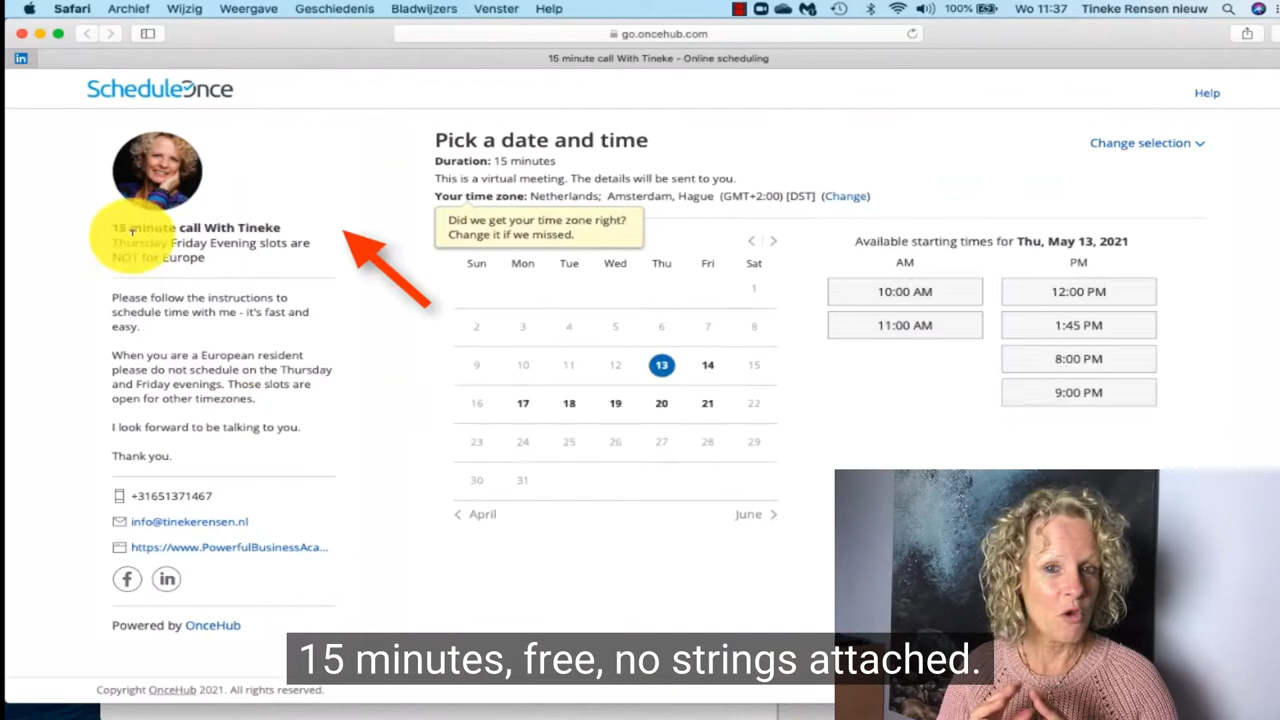 Safari Archief Wijzig Weergave Geschiedenis Bladwijzers Venster Help 100% Wo 11:37 Tineke Rensen nieuw
go.oncehub.com
in 15 minute call With Tineke - Online scheduling
ScheduleOnce
Help
Pick a date and time
Change selection
Duration: 15 minutes
This is a virtual meeting. The details will be sent to you.
Your time zone: Netherlands; Amsterdam, Hague (GMT+2:00) [DST] (Change)
Did we get your time zone right?
Change it if we missed.
15 minute call With Tineke
Thursday Friday Evening slots are
NOT for Europe
Please follow the instructions to
schedule time with me - it's fast and
easy.
When you are a European resident
please do not schedule on the Thursday
and Friday evenings. Those slots are
open for other timezones.
I look forward to be talking to you.
Thank you.
+31651371467
info@tinekerensen.nl
https://www.PowerfulBusinessAca...
f in
Powered by OnceHub
Sun Mon Tue Wed Thu Fri Sat
1
2 3 4 5 6 7 8
9 10 11 12 13 14 15
16 17 18 19 20 21 22
23 24 25 26 27 28 29
30 31
< April June >
Available starting times for Thu, May 13, 2021
AM PM
10:00 AM 12:00 PM
11:00 AM 1:45 PM
8:00 PM
9:00 PM
15 minutes, free, no strings attached.
Copyright OnceHub 2021. All rights reserved.